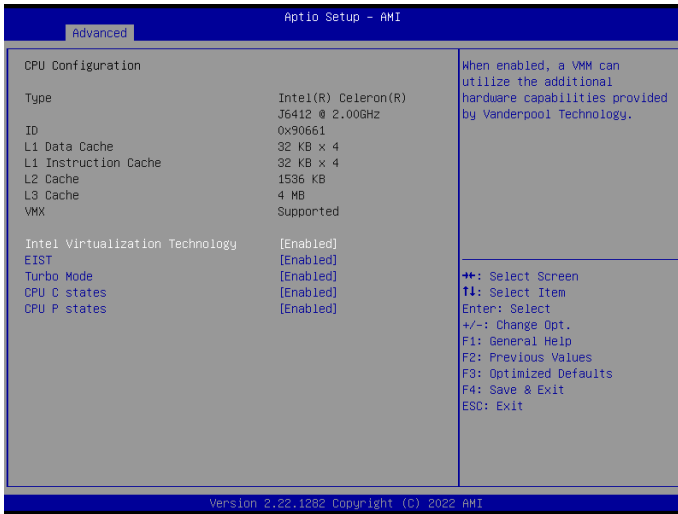 Aptio Setup – AMI
Advanced
CPU Configuration
Type Intel(R) Celeron(R)
J6412 @ 2.00GHz
ID 0x90661
L1 Data Cache 32 KB x 4
L1 Instruction Cache 32 KB x 4
L2 Cache 1536 KB
L3 Cache 4 MB
VMX Supported
Intel Virtualization Technology [Enabled]
EIST [Enabled]
Turbo Mode [Enabled]
CPU C states [Enabled]
CPU P states [Enabled]
When enabled, a VMM can
utilize the additional
hardware capabilities provided
by Vanderpool Technology.
→←: Select Screen
↑↓: Select Item
Enter: Select
+/-: Change Opt.
F1: General Help
F2: Previous Values
F3: Optimized Defaults
F4: Save & Exit
ESC: Exit
Version 2.22.1282 Copyright (C) 2022 AMI